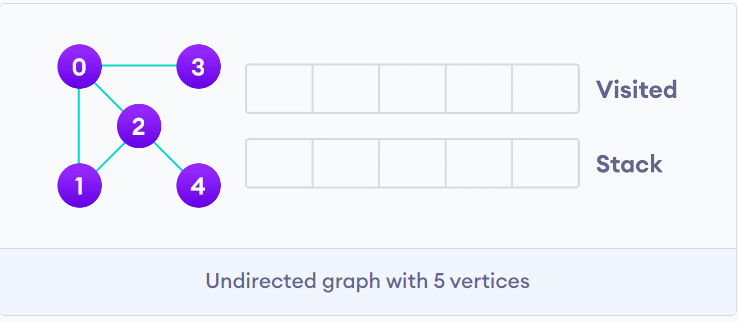 0 3
Visited
2
Stack
1 4
Undirected graph with 5 vertices